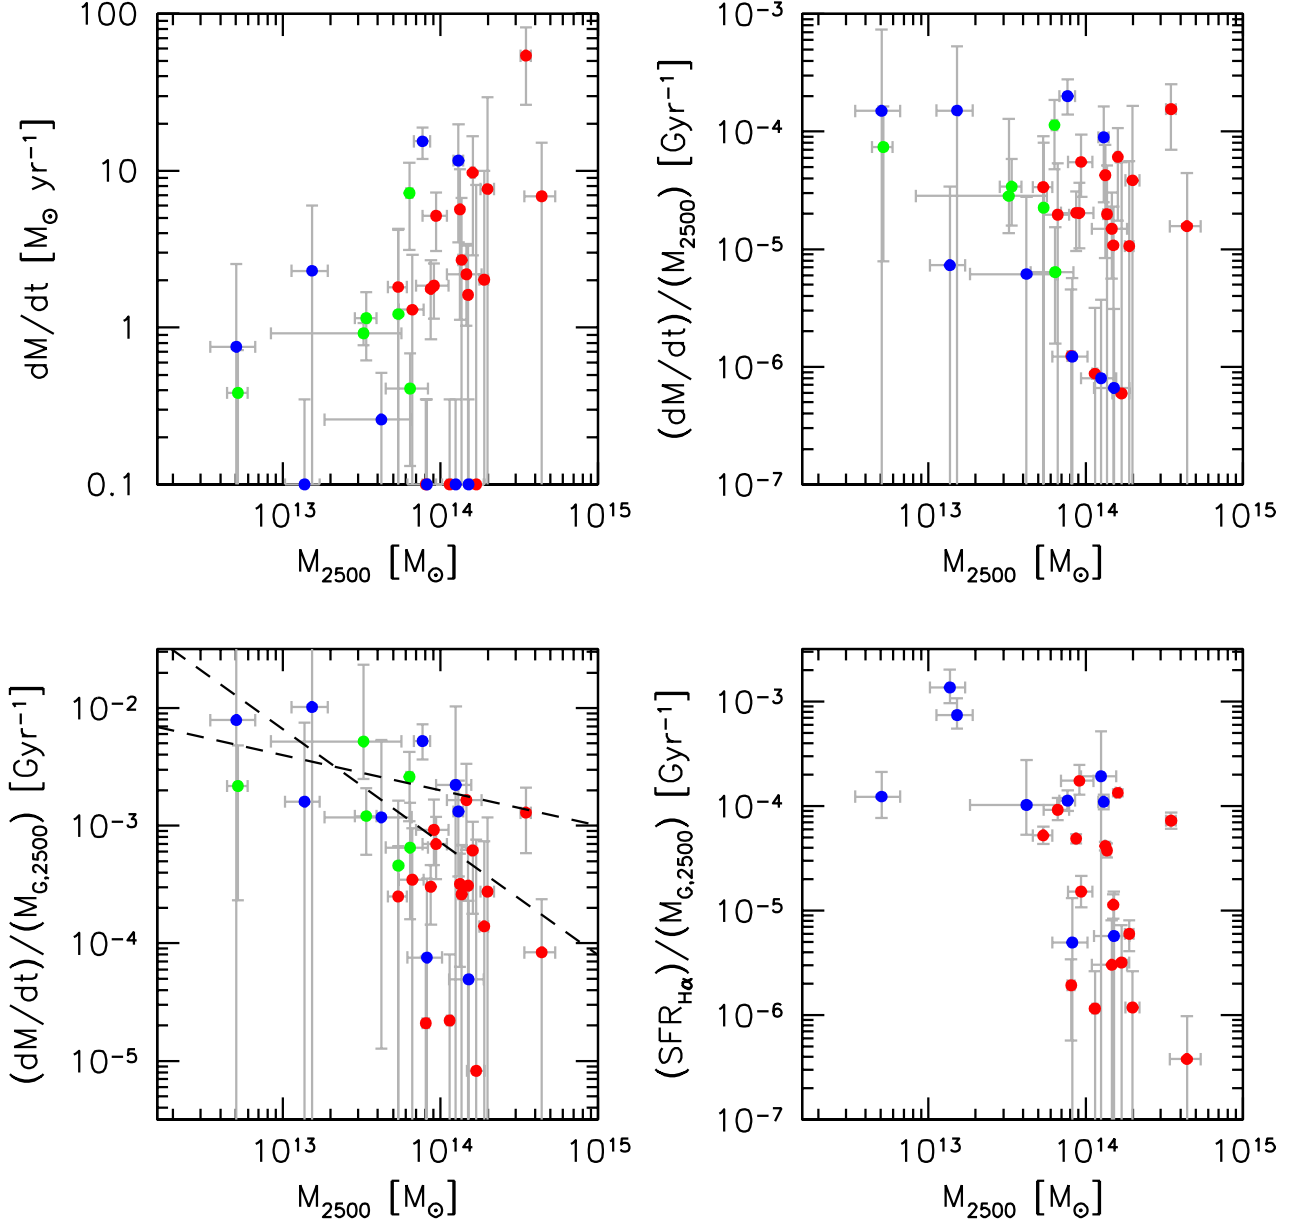 100
10
1
0.1
dM/dt [M⊙ yr⁻¹]
10¹³ 10¹⁴ 10¹⁵
M₂₅₀₀ [M⊙]
10⁻³
10⁻⁴
10⁻⁵
10⁻⁶
10⁻⁷
(dM/dt)/(M₂₅₀₀) [Gyr⁻¹]
10¹³ 10¹⁴ 10¹⁵
M₂₅₀₀ [M⊙]
10⁻²
10⁻³
10⁻⁴
10⁻⁵
(dM/dt)/(M_G,2500) [Gyr⁻¹]
10¹³ 10¹⁴ 10¹⁵
M₂₅₀₀ [M⊙]
10⁻³
10⁻⁴
10⁻⁵
10⁻⁶
10⁻⁷
(SFR_Hα)/(M_G,2500) [Gyr⁻¹]
10¹³ 10¹⁴ 10¹⁵
M₂₅₀₀ [M⊙]